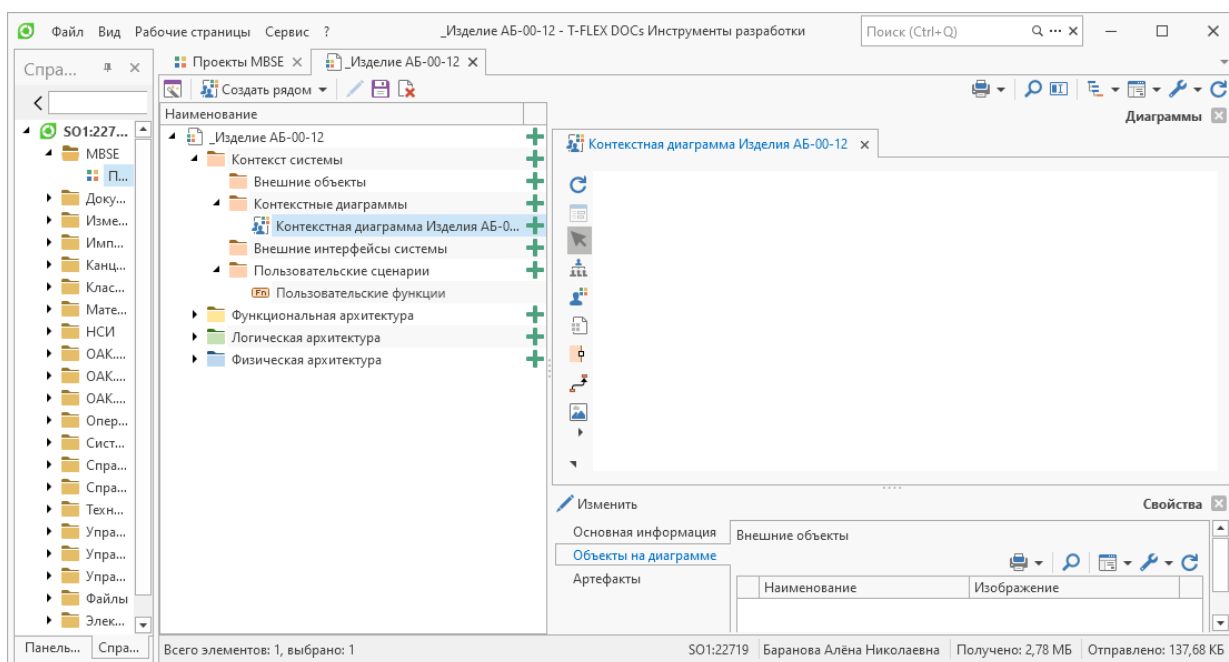 Файл Вид Рабочие страницы Сервис ?
_Изделие АБ-00-12 - T-FLEX DOCs Инструменты разработки
Поиск (Ctrl+Q)
Спра...
Проекты MBSE
_Изделие АБ-00-12
Создать рядом
Диаграммы
SO1:227...
MBSE
П...
Доку...
Изме...
Имп...
Канц...
Клас...
Мате...
НСИ
ОАК....
ОАК....
ОАК....
Опер...
Сист...
Спра...
Спра...
Техн...
Упра...
Упра...
Упра...
Файлы
Элек...
Панель...
Спра...
Наименование
_Изделие АБ-00-12
Контекст системы
Внешние объекты
Контекстные диаграммы
Контекстная диаграмма Изделия АБ-0...
Внешние интерфейсы системы
Пользовательские сценарии
Fn Пользовательские функции
Функциональная архитектура
Логическая архитектура
Физическая архитектура
Контекстная диаграмма Изделия АБ-00-12
Изменить
Свойства
Основная информация
Объекты на диаграмме
Артефакты
Внешние объекты
Наименование
Изображение
Всего элементов: 1, выбрано: 1
SO1:22719
Баранова Алёна Николаевна
Получено: 2,78 МБ
Отправлено: 137,68 КБ